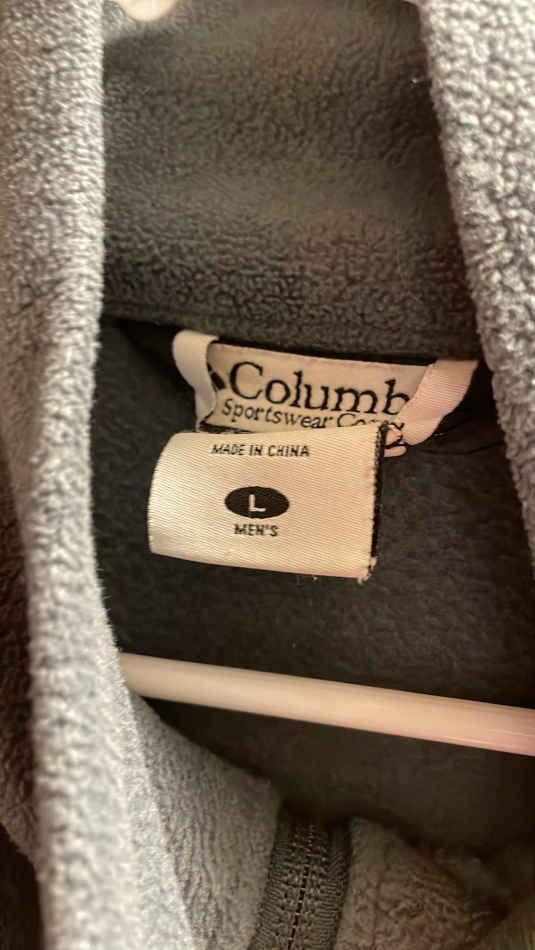 Columb
Sportswear Co
MADE IN CHINA
L
MEN'S